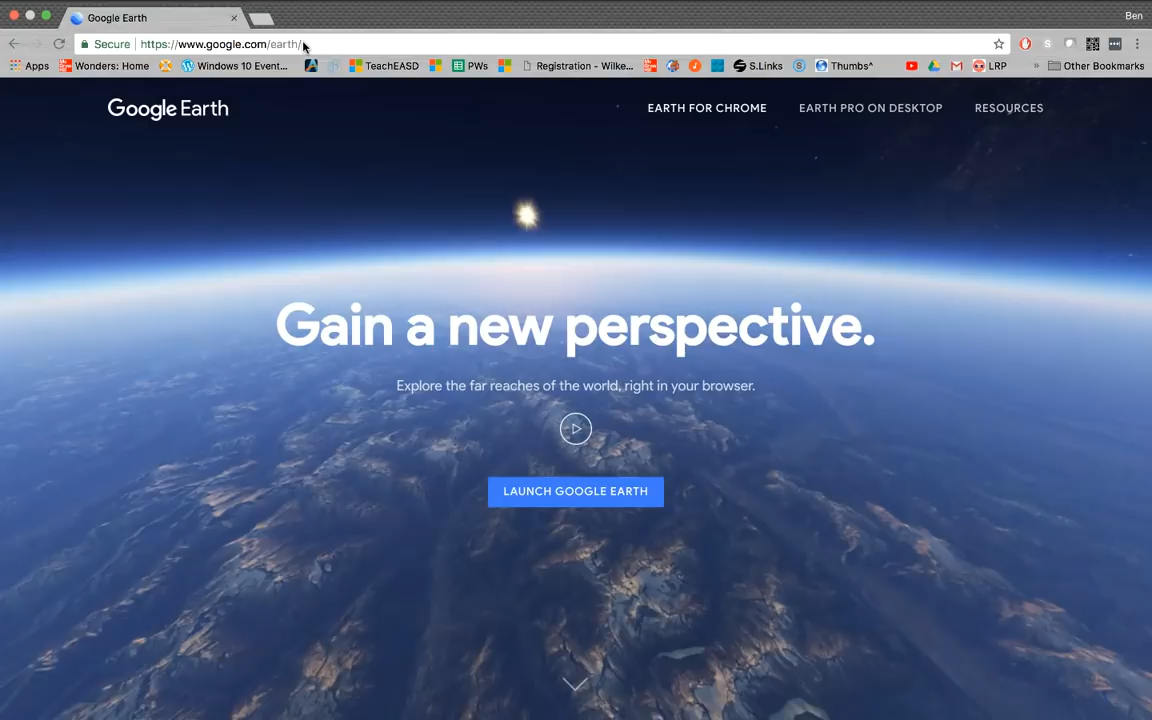 Google Earth
Ben
Secure https://www.google.com/earth/
Apps Wonders: Home Windows 10 Event... TeachEASD PWs Registration - Wilke... S.Links Thumbs^ LRP » Other Bookmarks
Google Earth EARTH FOR CHROME EARTH PRO ON DESKTOP RESOURCES
Gain a new perspective.
Explore the far reaches of the world, right in your browser.
LAUNCH GOOGLE EARTH